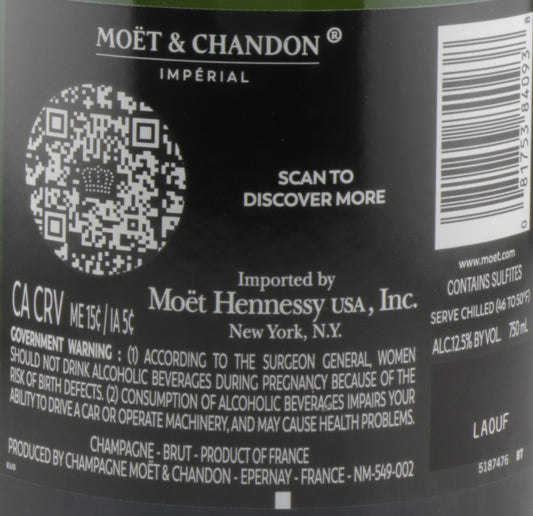 MOËT & CHANDON ®
IMPÉRIAL
SCAN TO
DISCOVER MORE
Imported by
Moët Hennessy USA, Inc.
New York, N.Y.
CA CRV ME 15¢ / IA 5¢
GOVERNMENT WARNING : (1) ACCORDING TO THE SURGEON GENERAL, WOMEN
SHOULD NOT DRINK ALCOHOLIC BEVERAGES DURING PREGNANCY BECAUSE OF THE
RISK OF BIRTH DEFECTS. (2) CONSUMPTION OF ALCOHOLIC BEVERAGES IMPAIRS YOUR
ABILITY TO DRIVE A CAR OR OPERATE MACHINERY, AND MAY CAUSE HEALTH PROBLEMS.
CHAMPAGNE - BRUT - PRODUCT OF FRANCE
PRODUCED BY CHAMPAGNE MOËT & CHANDON - EPERNAY - FRANCE - NM-549-002
0 81753 84093 8
www.moet.com
CONTAINS SULFITES
SERVE CHILLED (46 TO 50°F)
ALC.12.5% BY VOL. 750 mL
LAOUF
5187476 BT